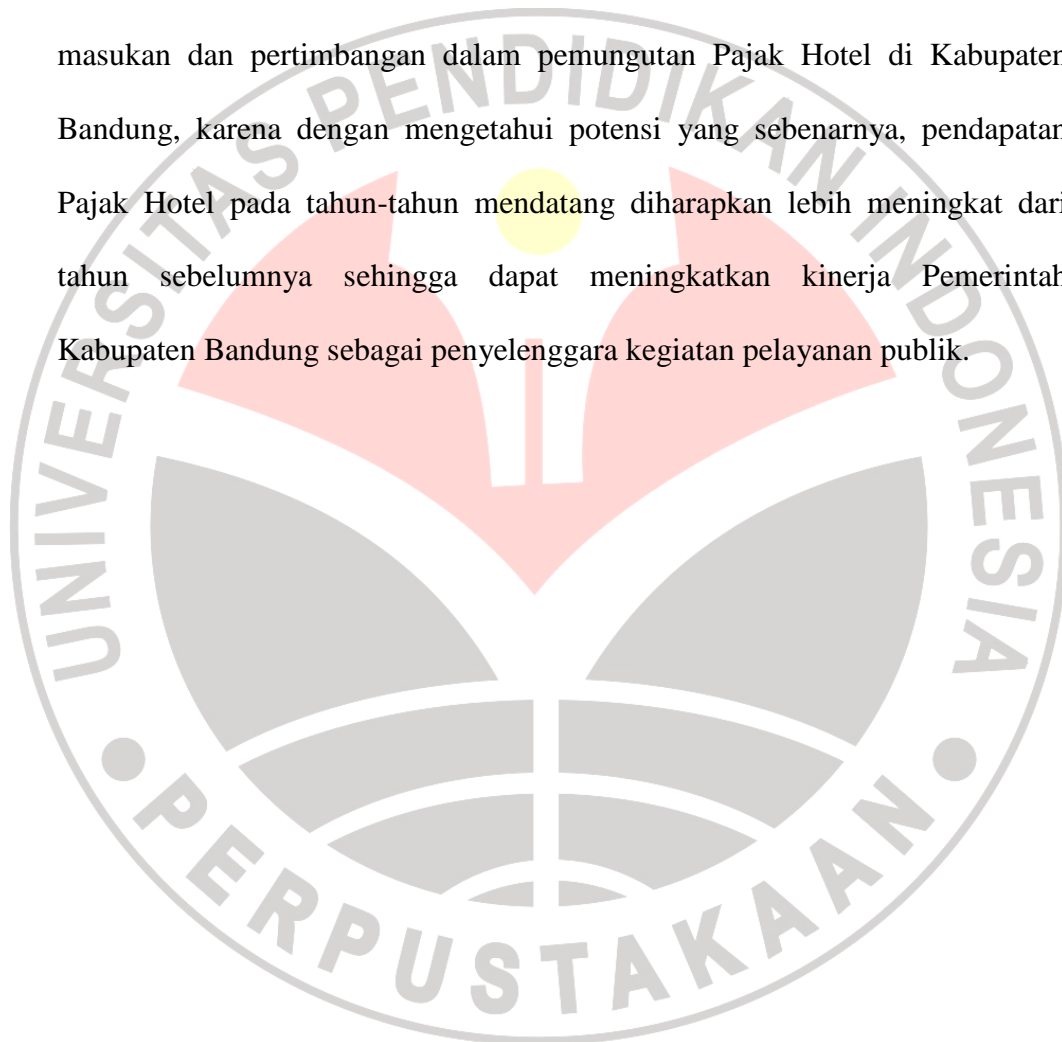 masukan dan pertimbangan dalam pemungutan Pajak Hotel di Kabupaten
Bandung, karena dengan mengetahui potensi yang sebenarnya, pendapatan
Pajak Hotel pada tahun-tahun mendatang diharapkan lebih meningkat dari
tahun sebelumnya sehingga dapat meningkatkan kinerja Pemerintah
Kabupaten Bandung sebagai penyelenggara kegiatan pelayanan publik.
UNIVERSITAS PENDIDIKAN INDONESIA
PERPUSTAKAAN